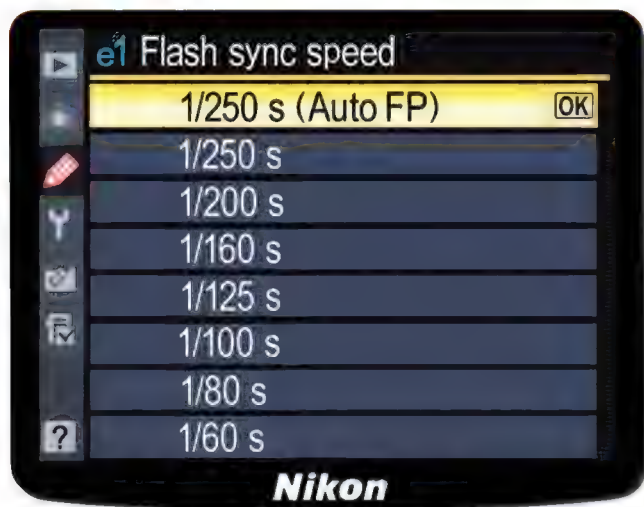 e1 Flash sync speed
1/250 s (Auto FP) OK
1/250 s
1/200 s
1/160 s
1/125 s
1/100 s
1/80 s
1/60 s
?
Nikon